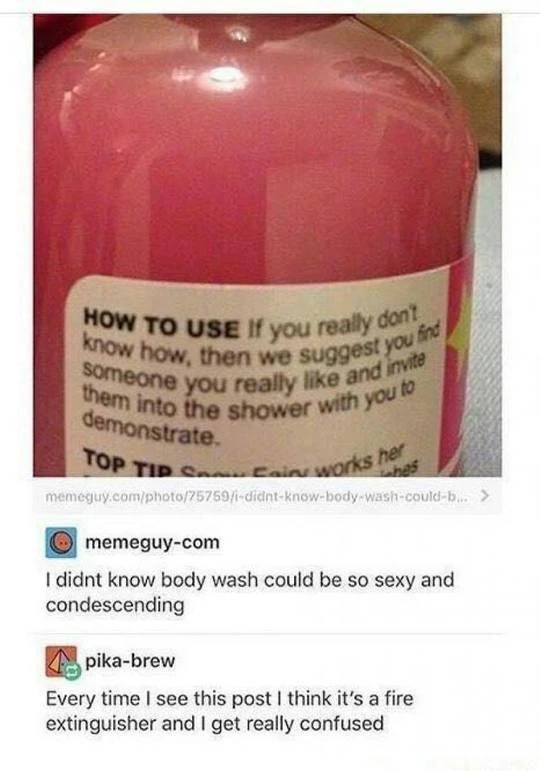 HOW TO USE If you really don't
know how, then we suggest you find
someone you really like and invite
them into the shower with you to
demonstrate.
TOP TIP Snow Fairy works her
memeguy.com/photo/75759/i-didnt-know-body-wash-could-b... >
memeguy-com
I didnt know body wash could be so sexy and
condescending
pika-brew
Every time I see this post I think it's a fire
extinguisher and I get really confused